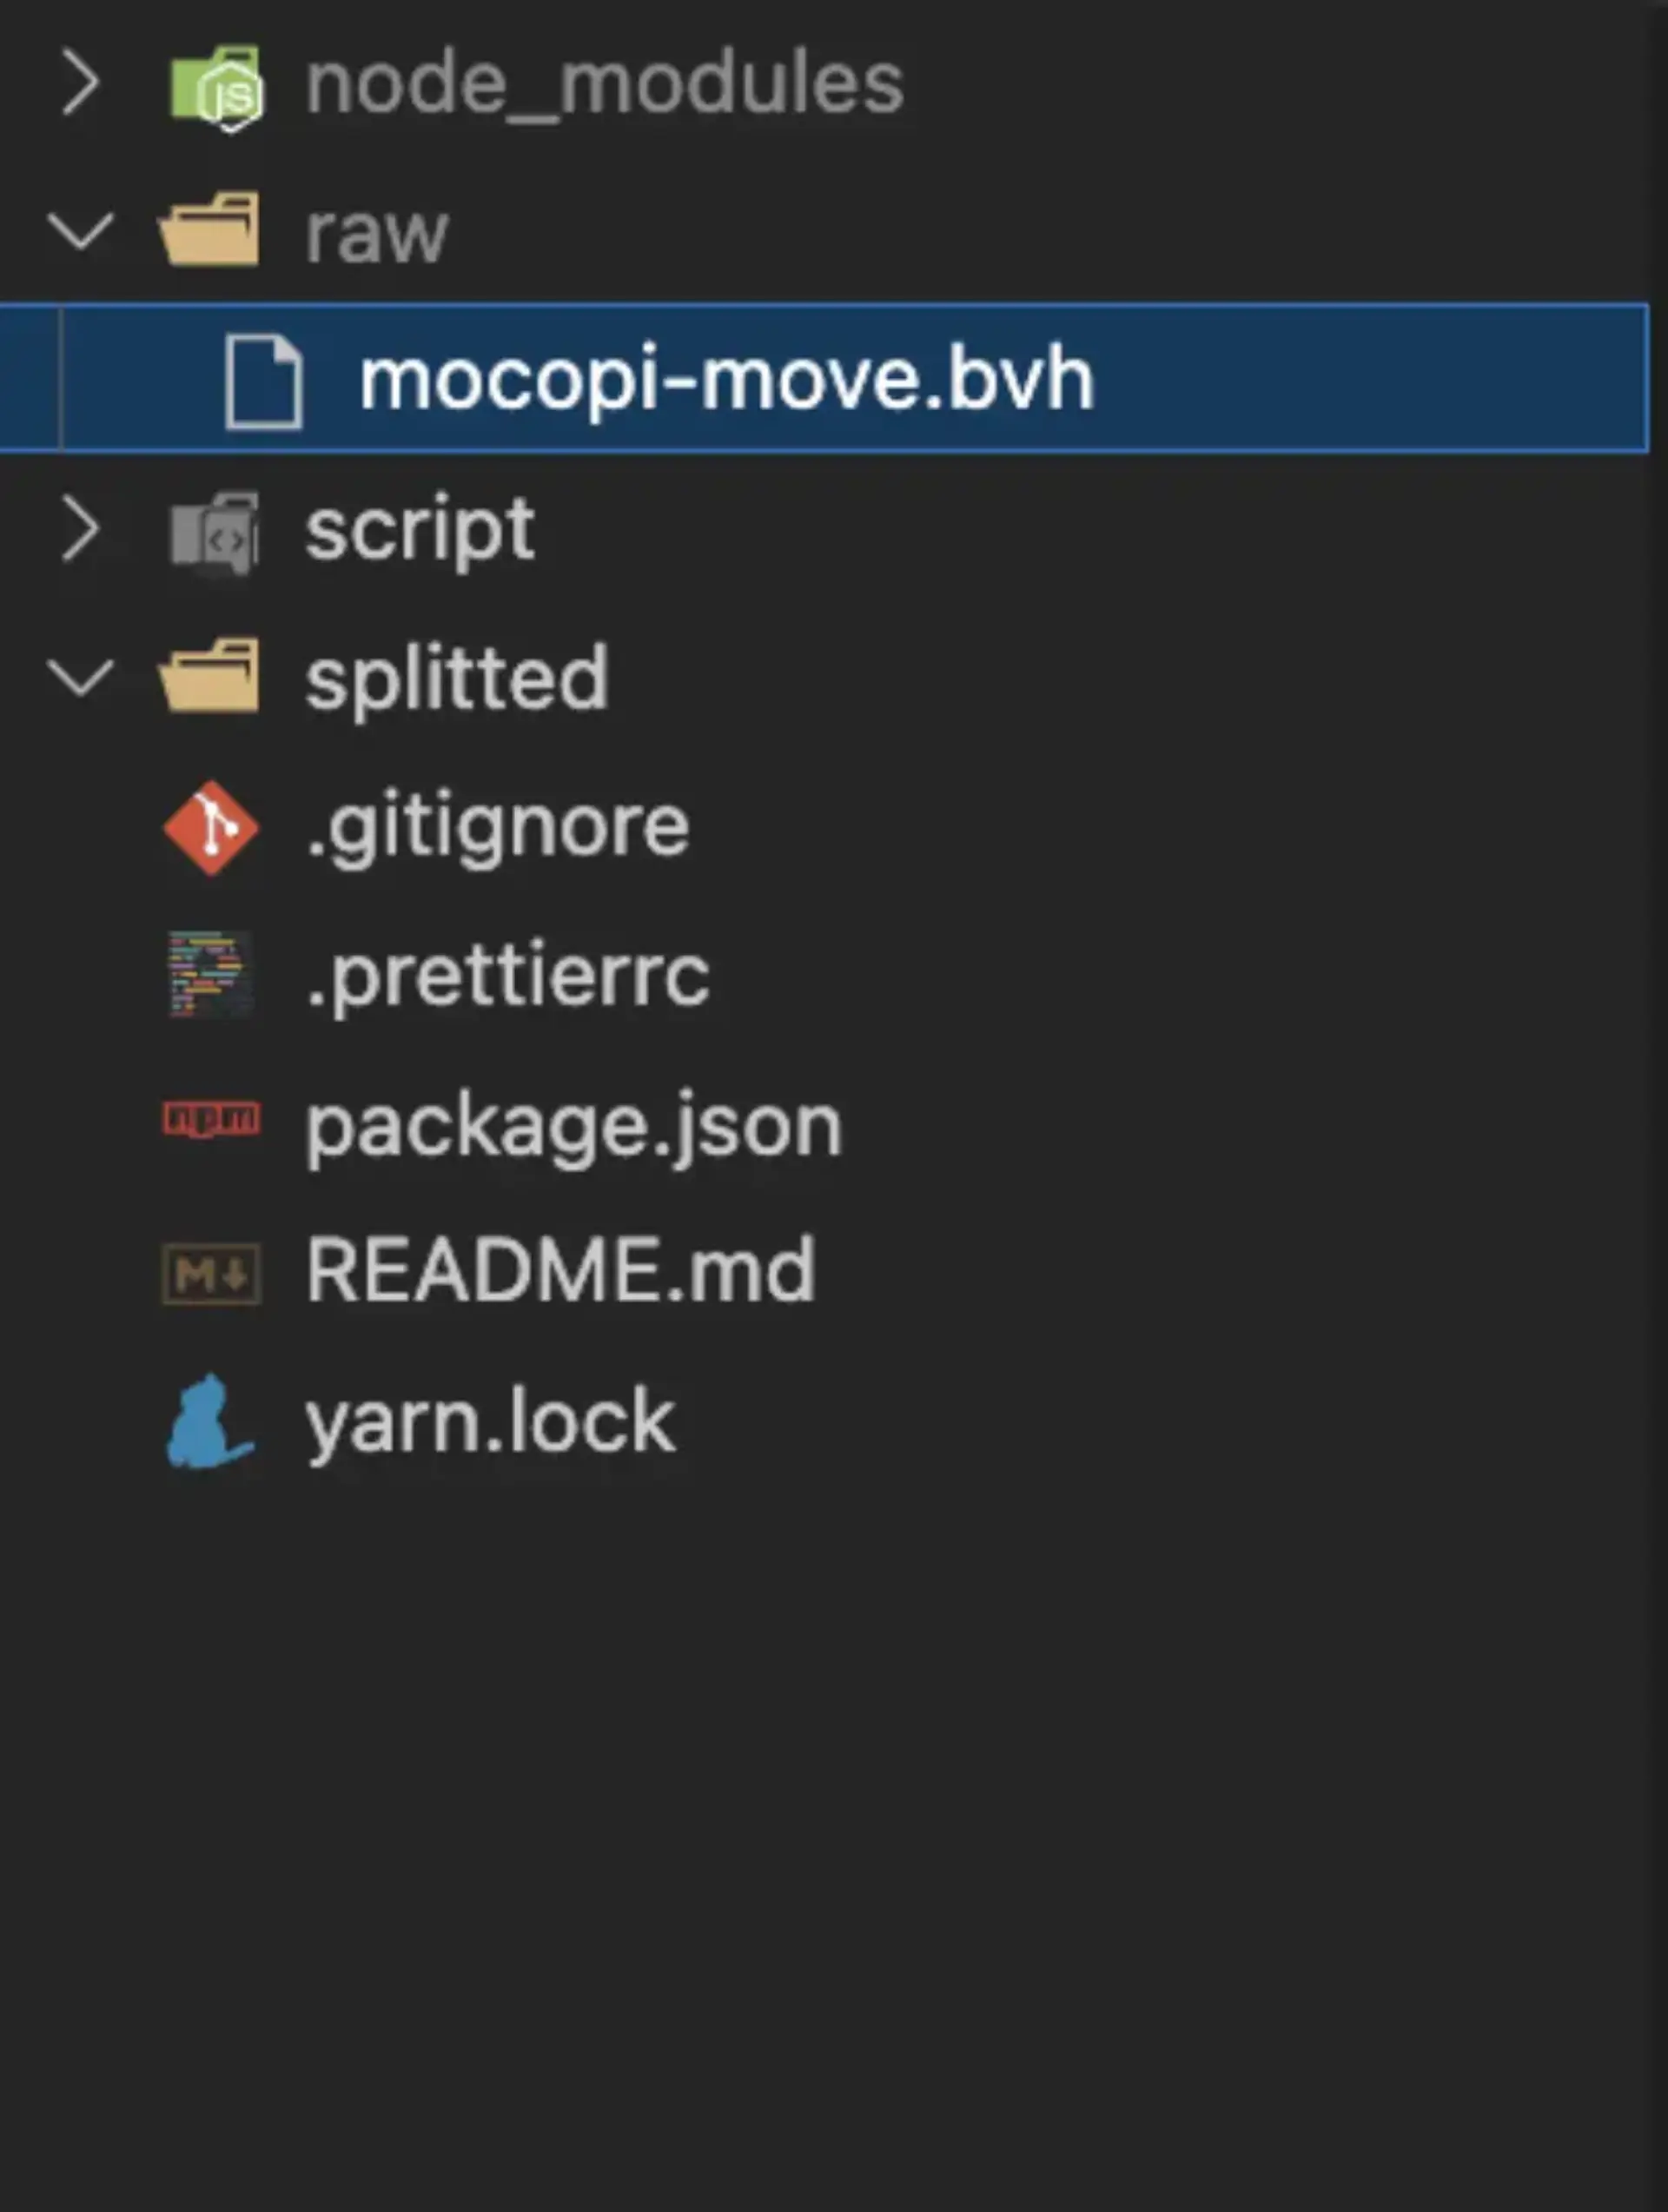 node_modules
raw
mocopi-move.bvh
script
splitted
.gitignore
.prettierrc
package.json
README.md
yarn.lock